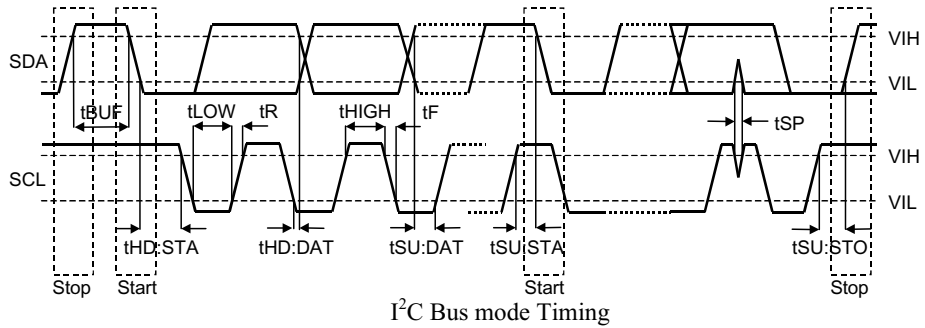 VIH
SDA
VIL
tBUF
tLOW
tR
tHIGH
tF
tSP
VIH
SCL
VIL
tHD:STA
tHD:DAT
tSU:DAT
tSU:STA
tSU:STO
Stop
Start
Start
Stop
I²C Bus mode Timing